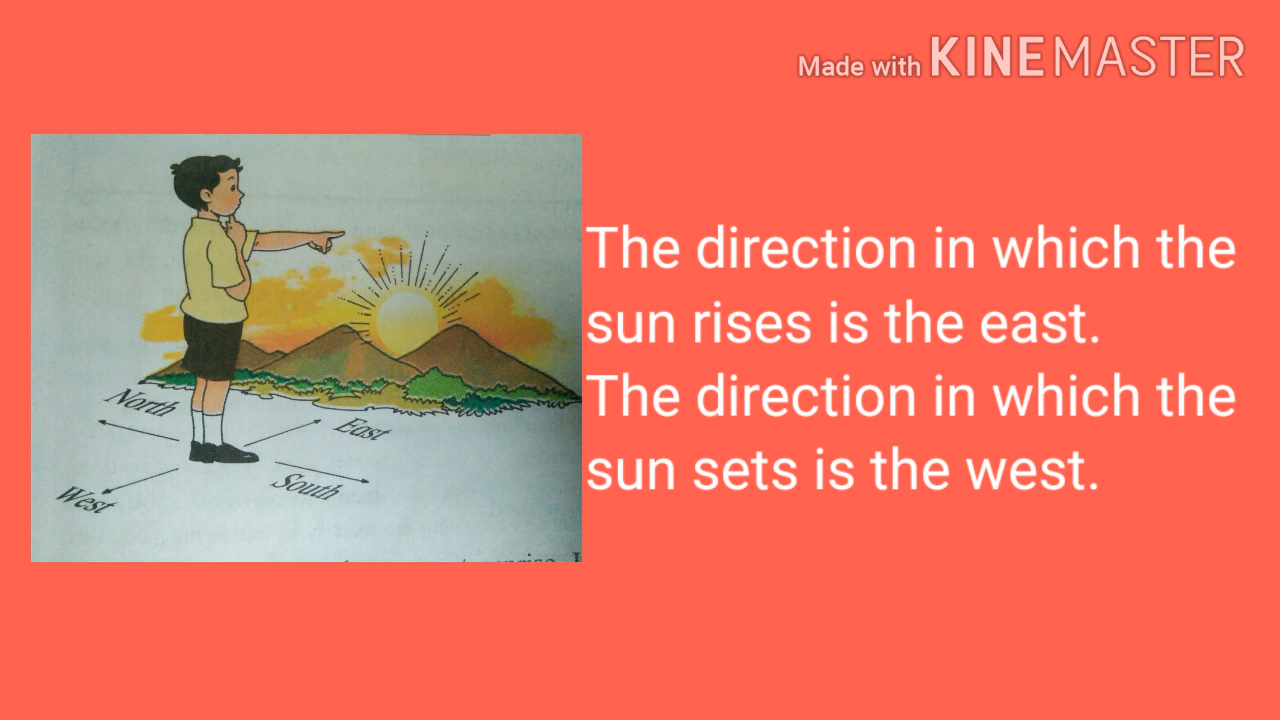 Made with KINEMASTER
The direction in which the
sun rises is the east.
The direction in which the
sun sets is the west.
North
East
West
South